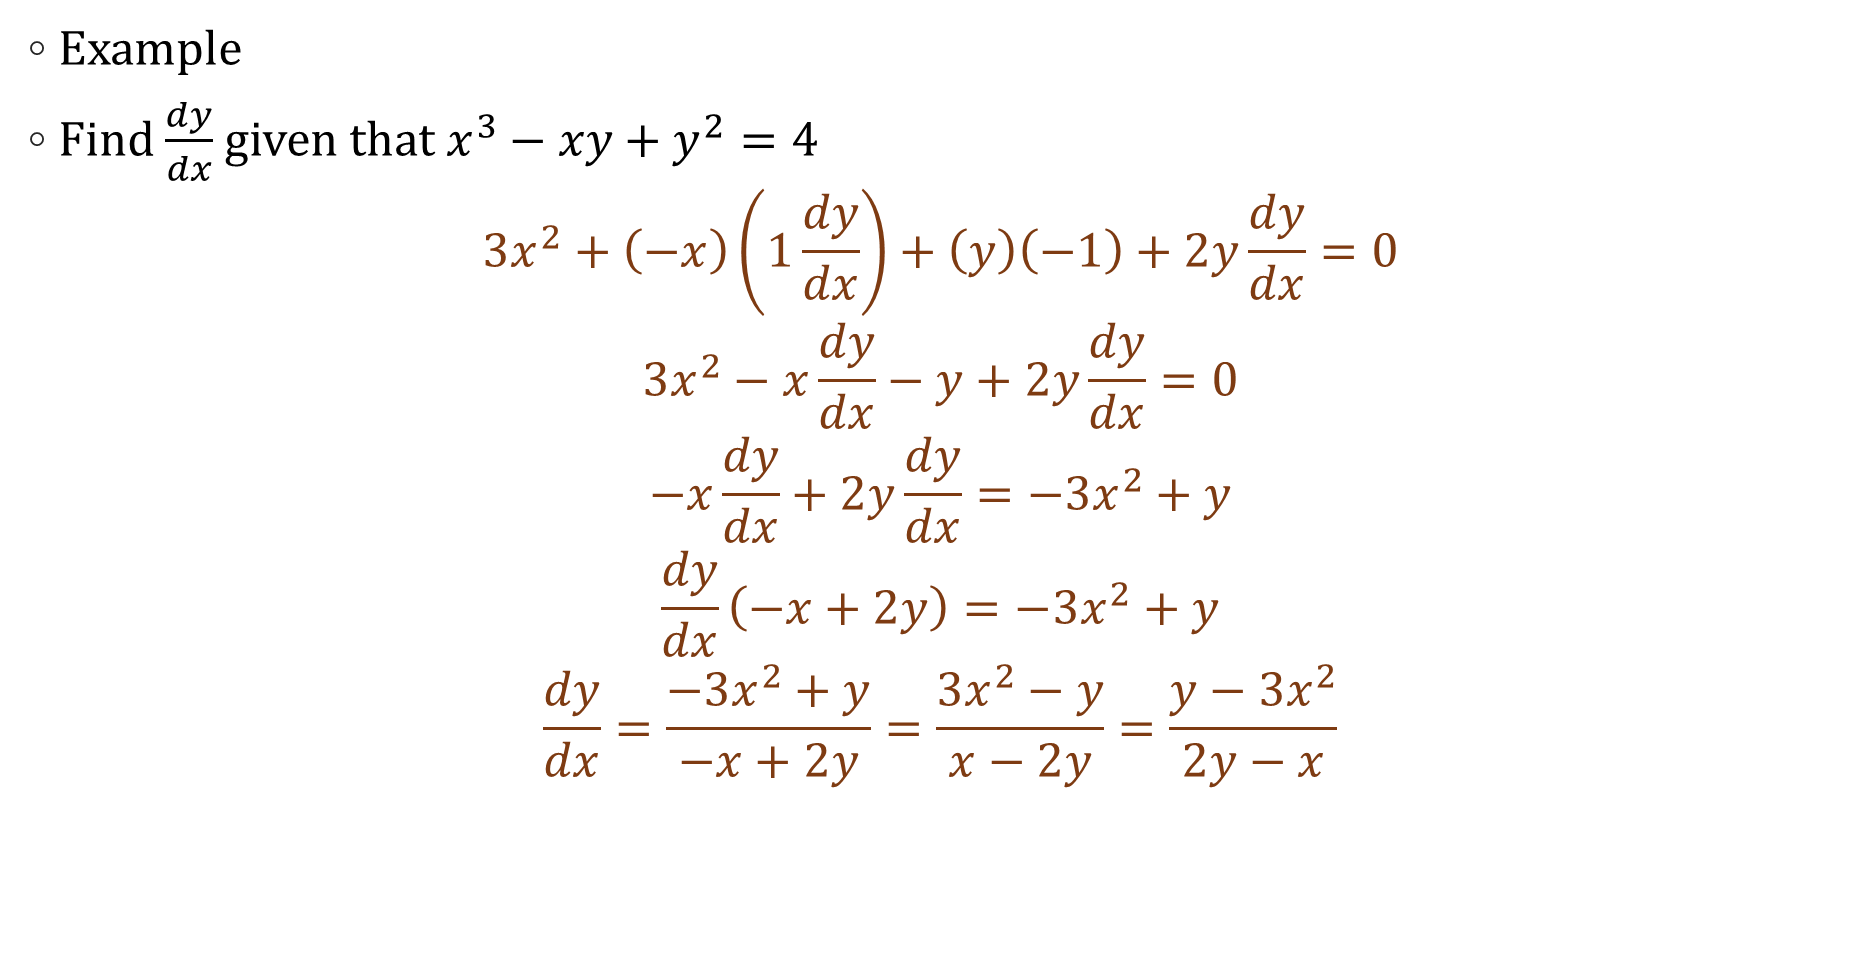 ◦ Example
◦ Find dy/dx given that x³ − xy + y² = 4
3x² + (−x)(1 dy/dx) + (y)(−1) + 2y dy/dx = 0
3x² − x dy/dx − y + 2y dy/dx = 0
−x dy/dx + 2y dy/dx = −3x² + y
dy/dx (−x + 2y) = −3x² + y
dy/dx = (−3x² + y)/(−x + 2y) = (3x² − y)/(x − 2y) = (y − 3x²)/(2y − x)